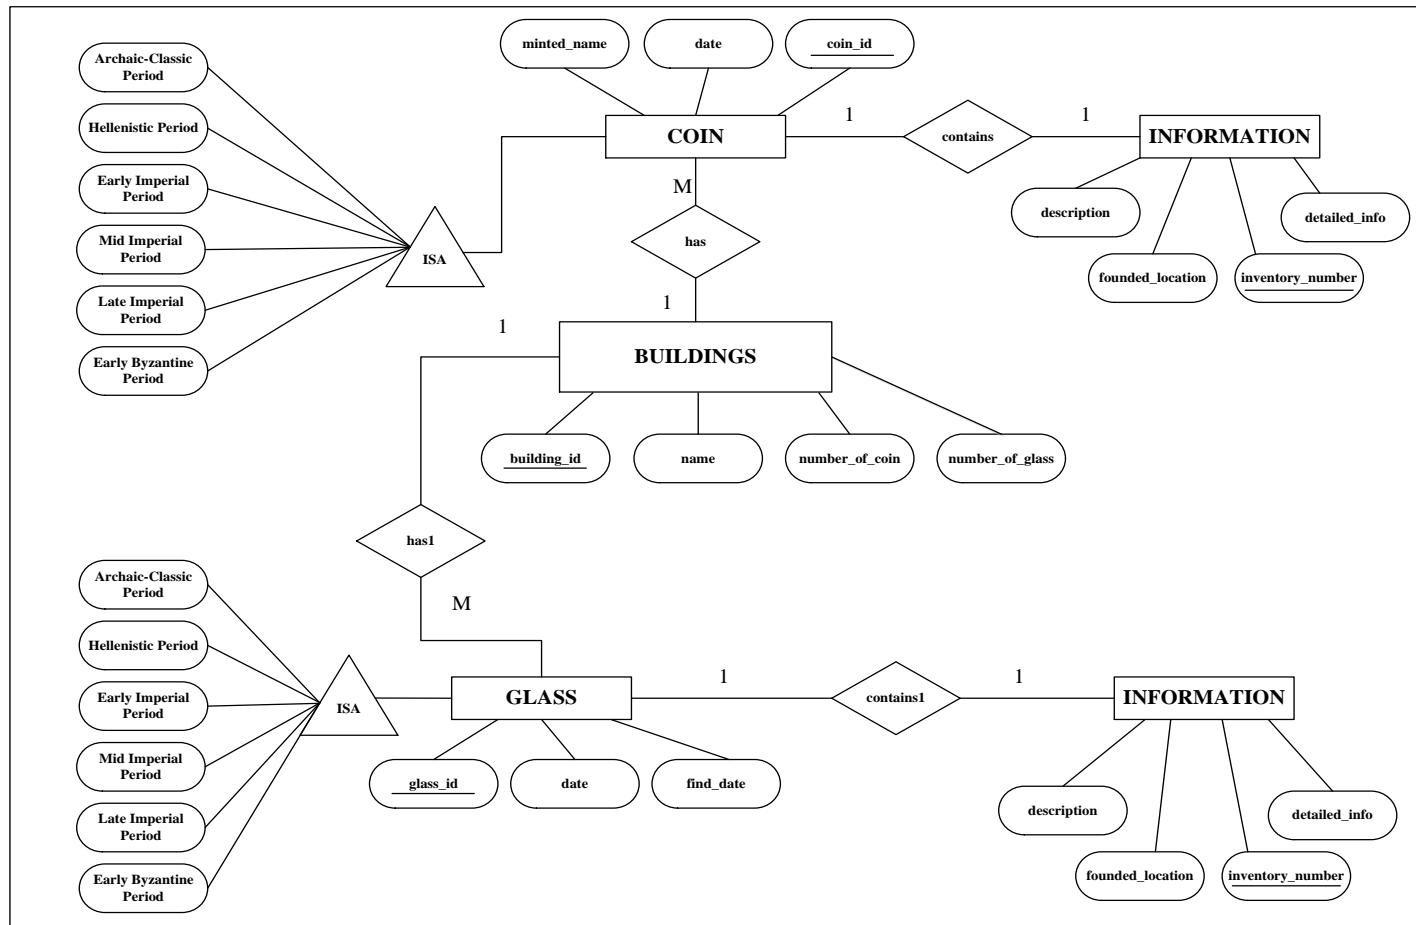 minted_name
date
coin_id
Archaic-Classic
Period
Hellenistic Period
Early Imperial
Period
Mid Imperial
Period
Late Imperial
Period
Early Byzantine
Period
ISA
COIN
1
contains
1
INFORMATION
description
detailed_info
founded_location
inventory_number
M
has
1
1
BUILDINGS
building_id
name
number_of_coin
number_of_glass
has1
M
Archaic-Classic
Period
Hellenistic Period
Early Imperial
Period
Mid Imperial
Period
Late Imperial
Period
Early Byzantine
Period
ISA
GLASS
1
contains1
1
INFORMATION
glass_id
date
find_date
description
detailed_info
founded_location
inventory_number